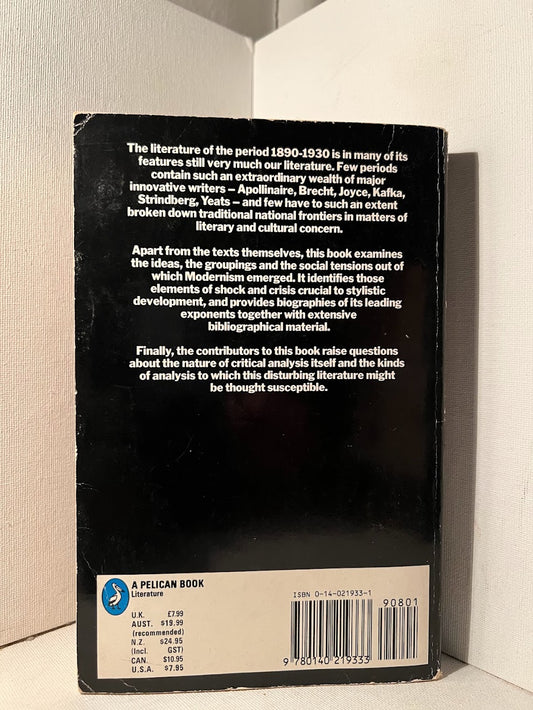 The literature of the period 1890-1930 is in many of its
features still very much our literature. Few periods
contain such an extraordinary wealth of major
innovative writers – Apollinaire, Brecht, Joyce, Kafka,
Strindberg, Yeats – and few have to such an extent
broken down traditional national frontiers in matters of
literary and cultural concern.
Apart from the texts themselves, this book examines
the ideas, the groupings and the social tensions out of
which Modernism emerged. It identifies those
elements of shock and crisis crucial to stylistic
development, and provides biographies of its leading
exponents together with extensive
bibliographical material.
Finally, the contributors to this book raise questions
about the nature of critical analysis itself and the kinds
of analysis to which this disturbing literature might
be thought susceptible.
A PELICAN BOOK
Literature
U.K. £7.99
AUST. $19.99
(recommended)
N.Z. $24.95
(Incl. GST)
CAN. $10.95
U.S.A. $7.95
ISBN 0-14-021933-1
90801
9 780140 219333